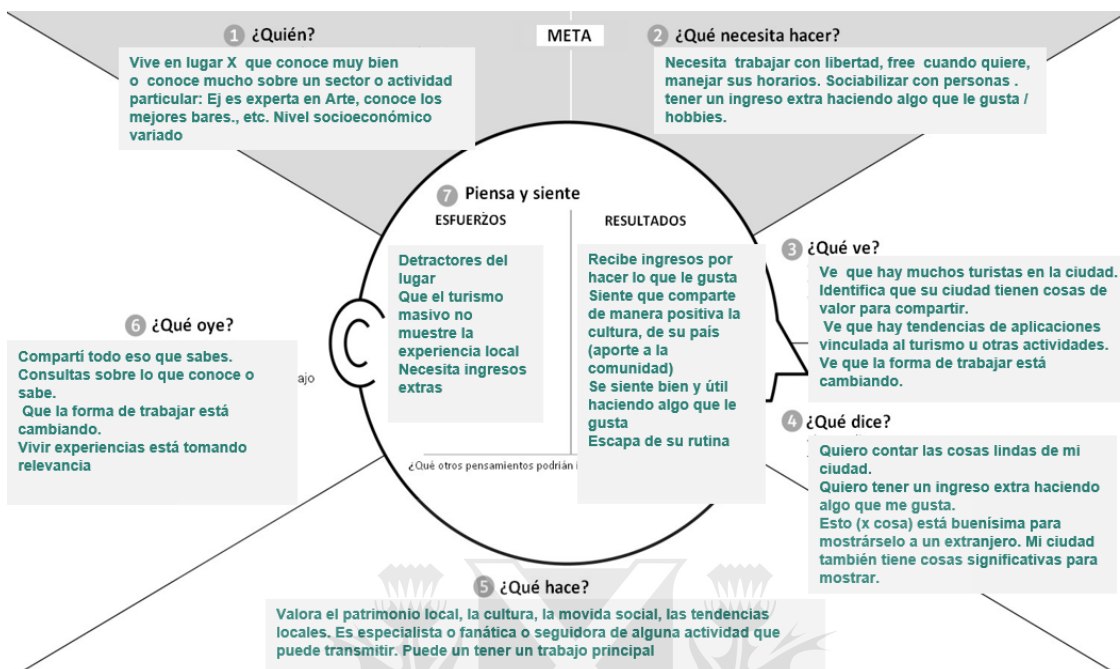 1 ¿Quién?
Vive en lugar X que conoce muy bien
o conoce mucho sobre un sector o actividad
particular: Ej es experta en Arte, conoce los
mejores bares., etc. Nivel socioeconómico
variado
META
2 ¿Qué necesita hacer?
Necesita trabajar con libertad, free cuando quiere,
manejar sus horarios. Sociabilizar con personas .
tener un ingreso extra haciendo algo que le gusta /
hobbies.
3 ¿Qué ve?
Ve que hay muchos turistas en la ciudad.
Identifica que su ciudad tienen cosas de
valor para compartir.
Ve que hay tendencias de aplicaciones
vinculada al turismo u otras actividades.
Ve que la forma de trabajar está
cambiando.
4 ¿Qué dice?
Quiero contar las cosas lindas de mi
ciudad.
Quiero tener un ingreso extra haciendo
algo que me gusta.
Esto (x cosa) está buenísima para
mostrárselo a un extranjero. Mi ciudad
también tiene cosas significativas para
mostrar.
5 ¿Qué hace?
Valora el patrimonio local, la cultura, la movida social, las tendencias
locales. Es especialista o fanática o seguidora de alguna actividad que
puede transmitir. Puede un tener un trabajo principal
6 ¿Qué oye?
Compartí todo eso que sabes.
Consultas sobre lo que conoce o
sabe.
Que la forma de trabajar está
cambiando.
Vivir experiencias está tomando
relevancia
ajo
7 Piensa y siente
ESFUERZOS
Detractores del
lugar
Que el turismo
masivo no
muestre la
experiencia local
Necesita ingresos
extras
RESULTADOS
Recibe ingresos por
hacer lo que le gusta
Siente que comparte
de manera positiva la
cultura, de su país
(aporte a la
comunidad)
Se siente bien y útil
haciendo algo que le
gusta
Escapa de su rutina
¿Qué otros pensamientos podrían i